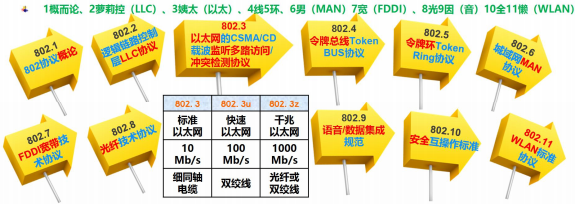 1概而论、2萝莉控（LLC）、3姨太（以太）、4线5环、6男（MAN）7宽（FDDI）、8光9因（音）10全11懒（WLAN）
802.1
802协议概论
802.2
逻辑链路控制
层LLC协议
802.3
以太网的CSMA/CD
载波监听多路访问/
冲突检测协议
802.4
令牌总线Token
BUS协议
802.5
令牌环Token
Ring协议
802.6
城域网MAN
协议
802.7
FDDI宽带技
术协议
802.8
光纤技术协议
802.3 802.3u 802.3z
标准以太网 快速以太网 千兆以太网
10 Mb/s 100 Mb/s 1000 Mb/s
细同轴电缆 双绞线 光纤或双绞线
802.9
语音/数据集成
规范
802.10
安全互操作标准
802.11
WLAN标准
协议